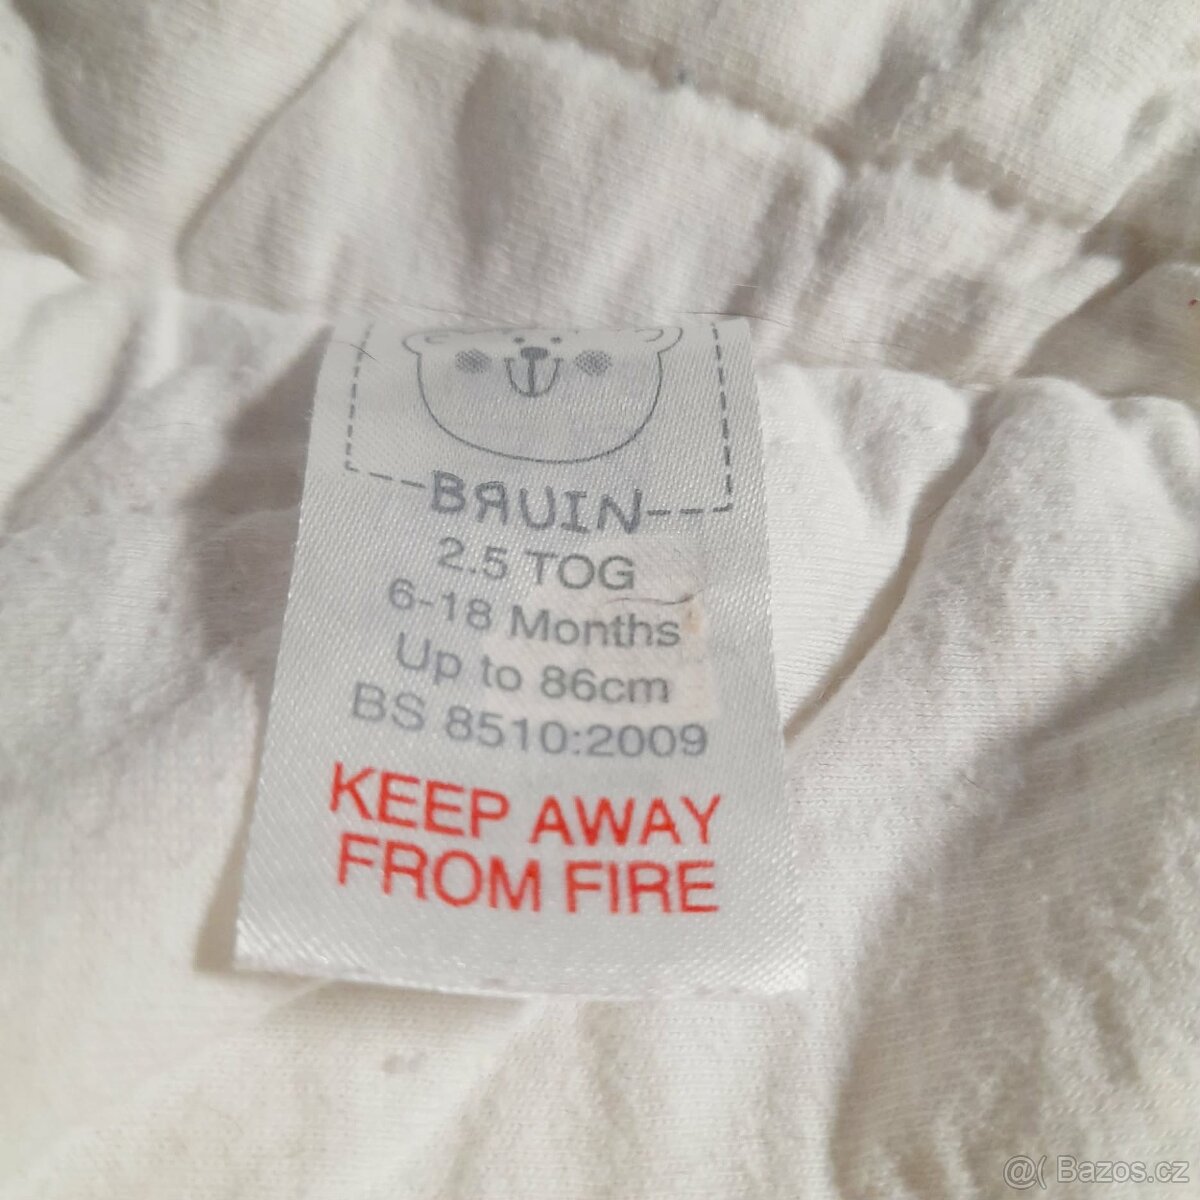 BRUIN
2.5 TOG
6-18 Months
Up to 86cm
BS 8510:2009
KEEP AWAY
FROM FIRE
@( Bazos.cz